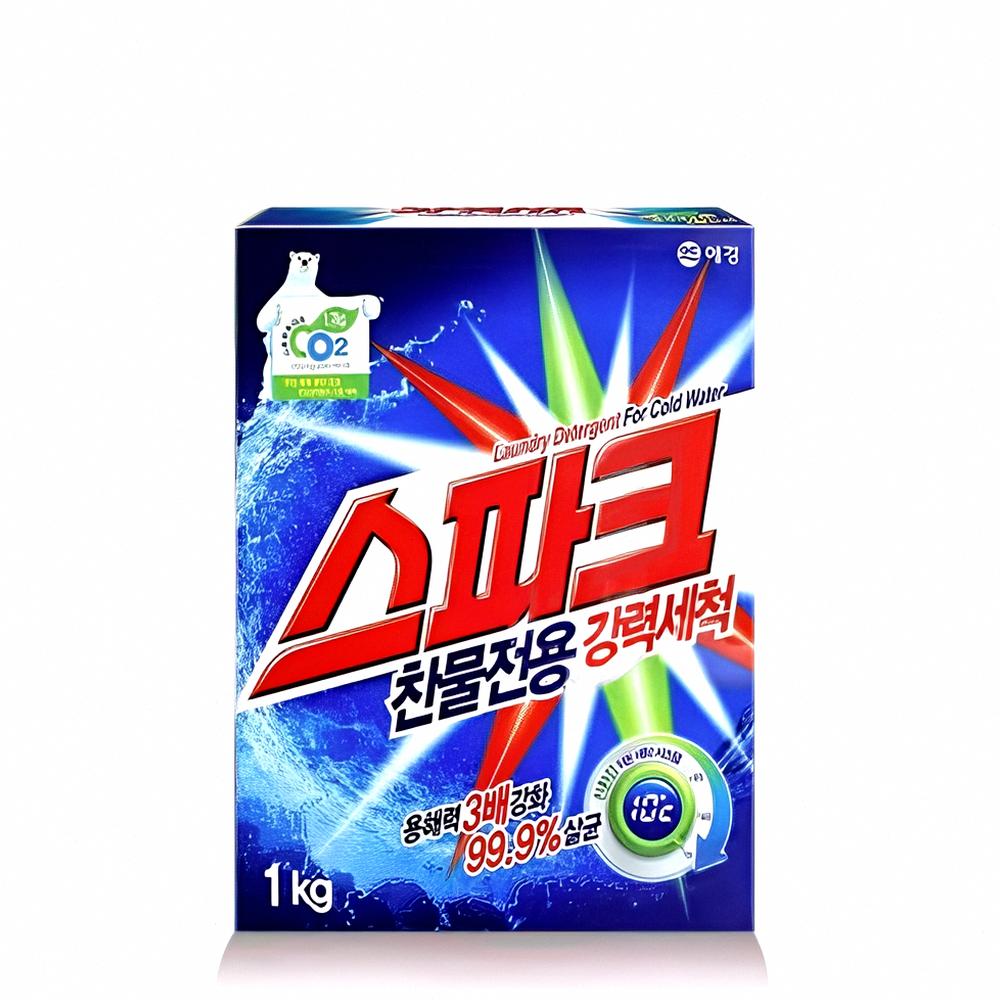 애경
CO2
Laundry Detergent For Cold Water
스파크
찬물전용 강력세척
용해력 3배 강화
99.9% 살균
10℃
1kg